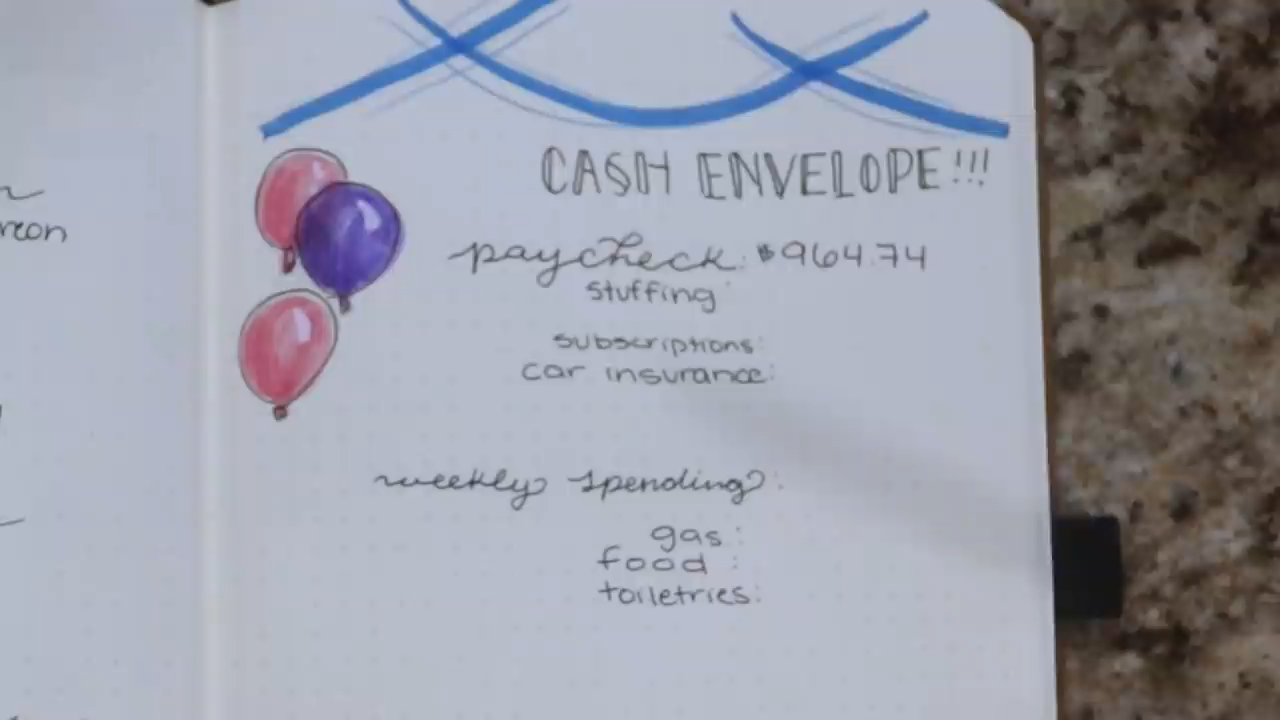 CASH ENVELOPE!!!
paycheck: $964.74
stuffing:
subscriptions:
car insurance:
weekly spending:
gas:
food:
toiletries: